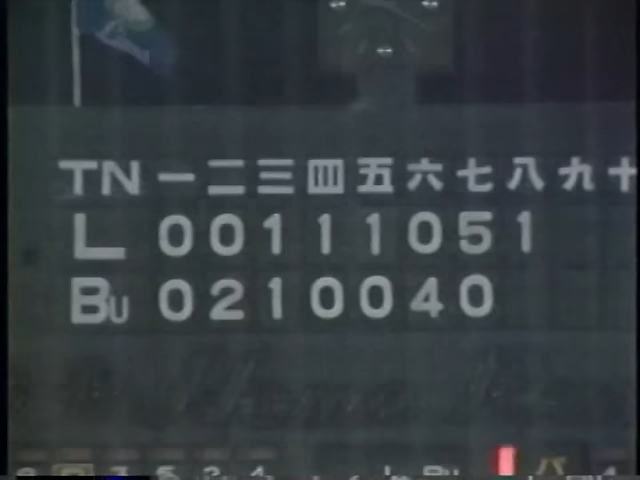 TN 一 二 三 四 五 六 七 八 九 十
L 0 0 1 1 1 0 5 1
Bu 0 2 1 0 0 4 0